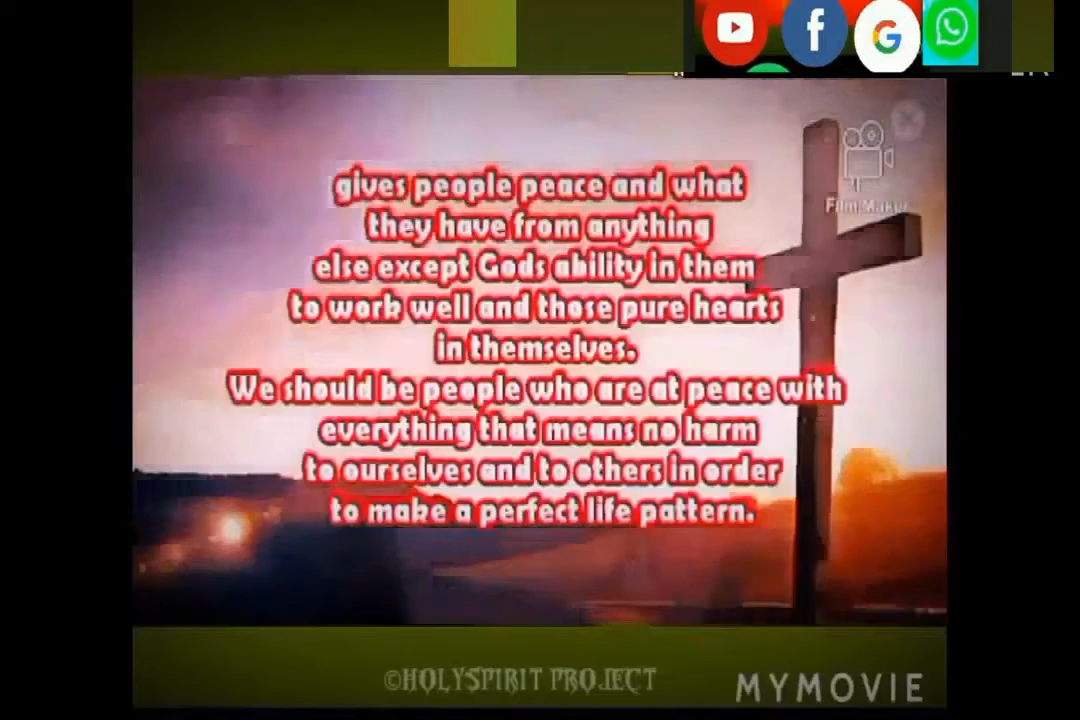 gives people peace and what
they have from anything
else except Gods ability in them
to work well and those pure hearts
in themselves.
We should be people who are at peace with
everything that means no harm
to ourselves and to others in order
to make a perfect life pattern.
FilmMaker
©HOLYSPIRIT PROJECT
MYMOVIE